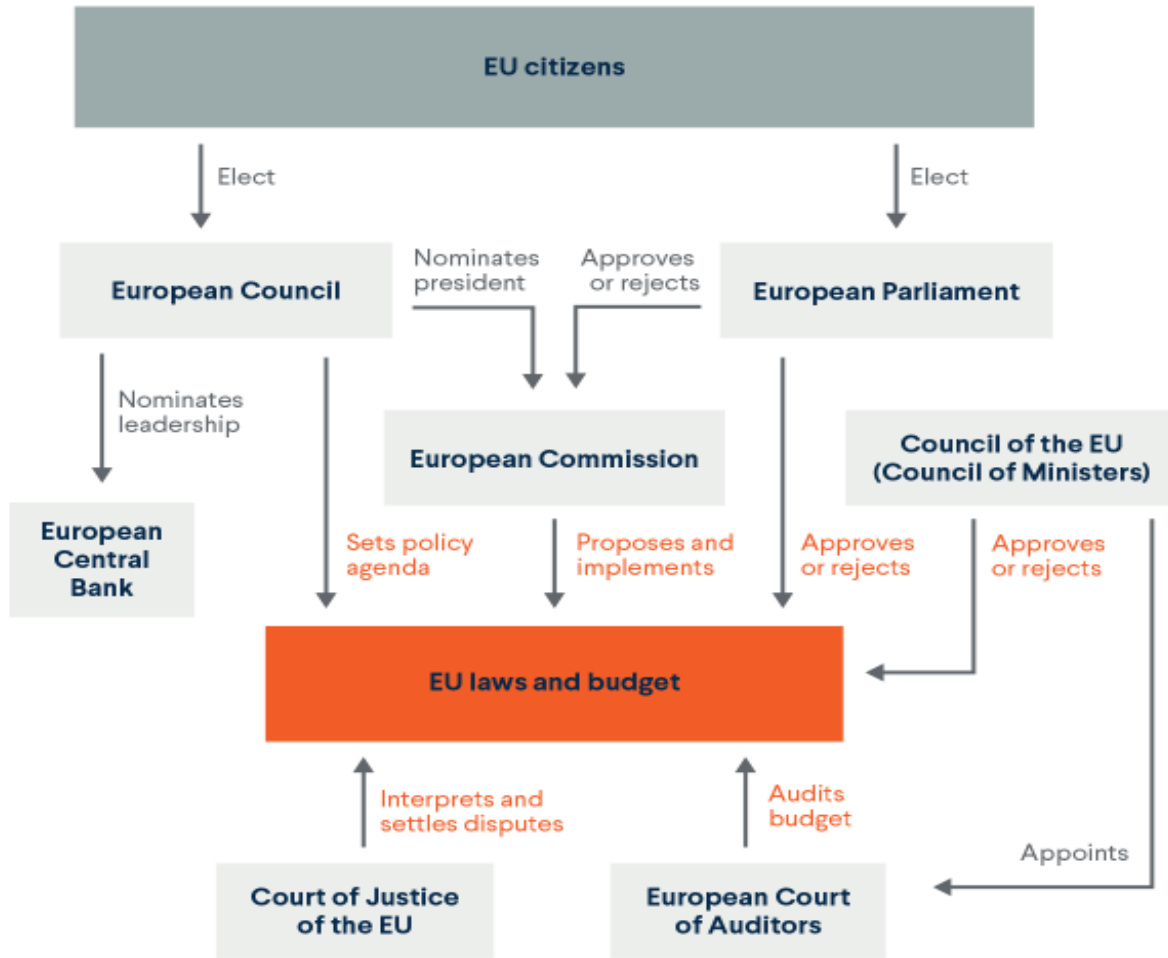 EU citizens
Elect
Elect
European Council
Nominates
president
Approves
or rejects
European Parliament
Nominates
leadership
European Commission
Council of the EU
(Council of Ministers)
European
Central
Bank
Sets policy
agenda
Proposes and
implements
Approves
or rejects
Approves
or rejects
EU laws and budget
Interprets and
settles disputes
Audits
budget
Appoints
Court of Justice
of the EU
European Court
of Auditors